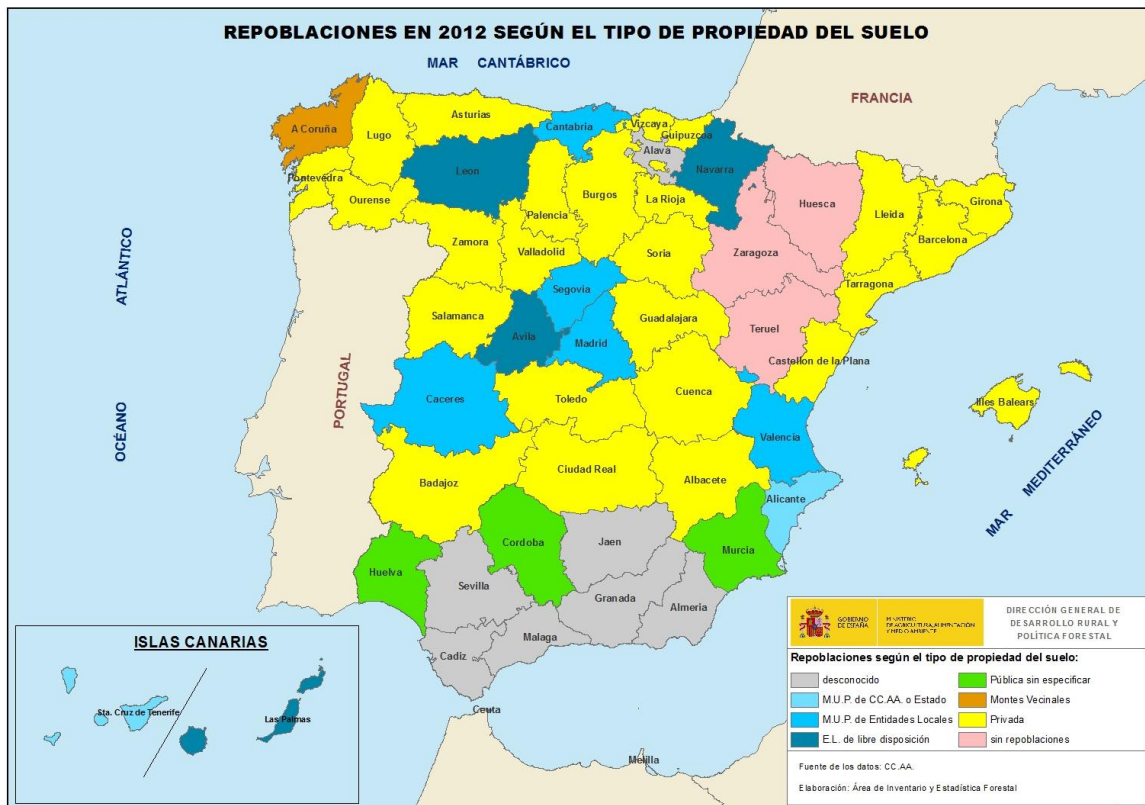 REPOBLACIONES EN 2012 SEGÚN EL TIPO DE PROPIEDAD DEL SUELO
MAR CANTÁBRICO
FRANCIA
A Coruña
Lugo
Asturias
Cantabria
Vizcaya
Guipuzcoa
Alava
Navarra
Pontevedra
Ourense
Leon
Palencia
Burgos
La Rioja
Huesca
Lleida
Girona
Barcelona
Zamora
Valladolid
Soria
Zaragoza
Tarragona
ATLÁNTICO
OCÉANO
PORTUGAL
Segovia
Salamanca
Avila
Madrid
Guadalajara
Teruel
Castellon de la Plana
Caceres
Toledo
Cuenca
Valencia
Illes Balears
MAR MEDITERRÁNEO
Badajoz
Ciudad Real
Albacete
Alicante
Huelva
Cordoba
Jaen
Murcia
Sevilla
Granada
Almeria
Malaga
Cadiz
Ceuta
Melilla
ISLAS CANARIAS
Sta. Cruz de Tenerife
Las Palmas
GOBIERNO
DE ESPAÑA
MINISTERIO
DE AGRICULTURA, ALIMENTACIÓN
Y MEDIO AMBIENTE
DIRECCIÓN GENERAL DE
DESARROLLO RURAL Y
POLÍTICA FORESTAL
Repoblaciones según el tipo de propiedad del suelo:
desconocido
M.U.P. de CC.AA. o Estado
M.U.P. de Entidades Locales
E.L. de libre disposición
Pública sin especificar
Montes Vecinales
Privada
sin repoblaciones
Fuente de los datos: CC.AA.
Elaboración: Área de Inventario y Estadística Forestal